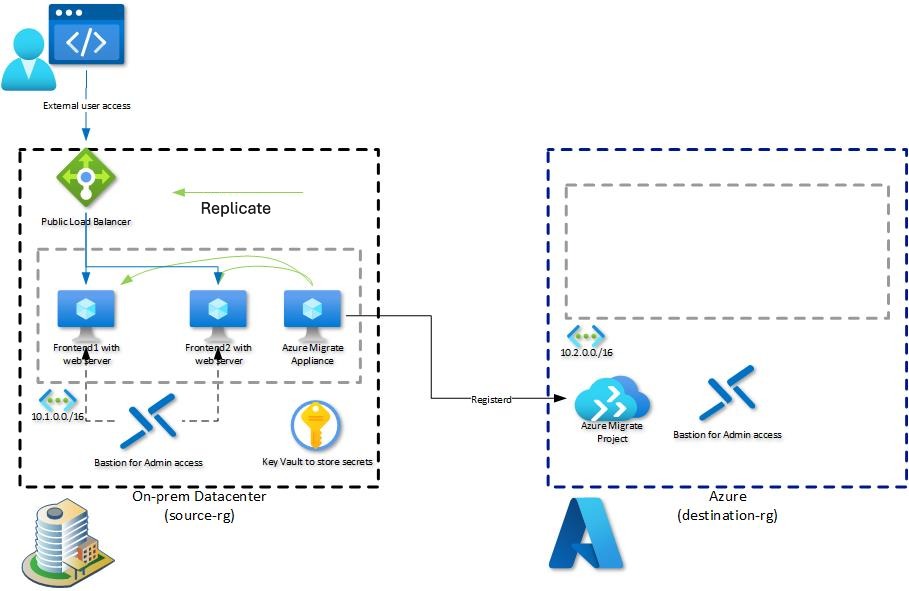 </>
External user access
Public Load Balancer
Replicate
Frontend1 with
web server
Frontend2 with
web server
Azure Migrate
Appliance
10.1.0.0./16
Bastion for Admin access
Key Vault to store secrets
On-prem Datacenter
(source-rg)
Registerd
10.2.0.0./16
Azure Migrate
Project
Bastion for Admin access
Azure
(destination-rg)